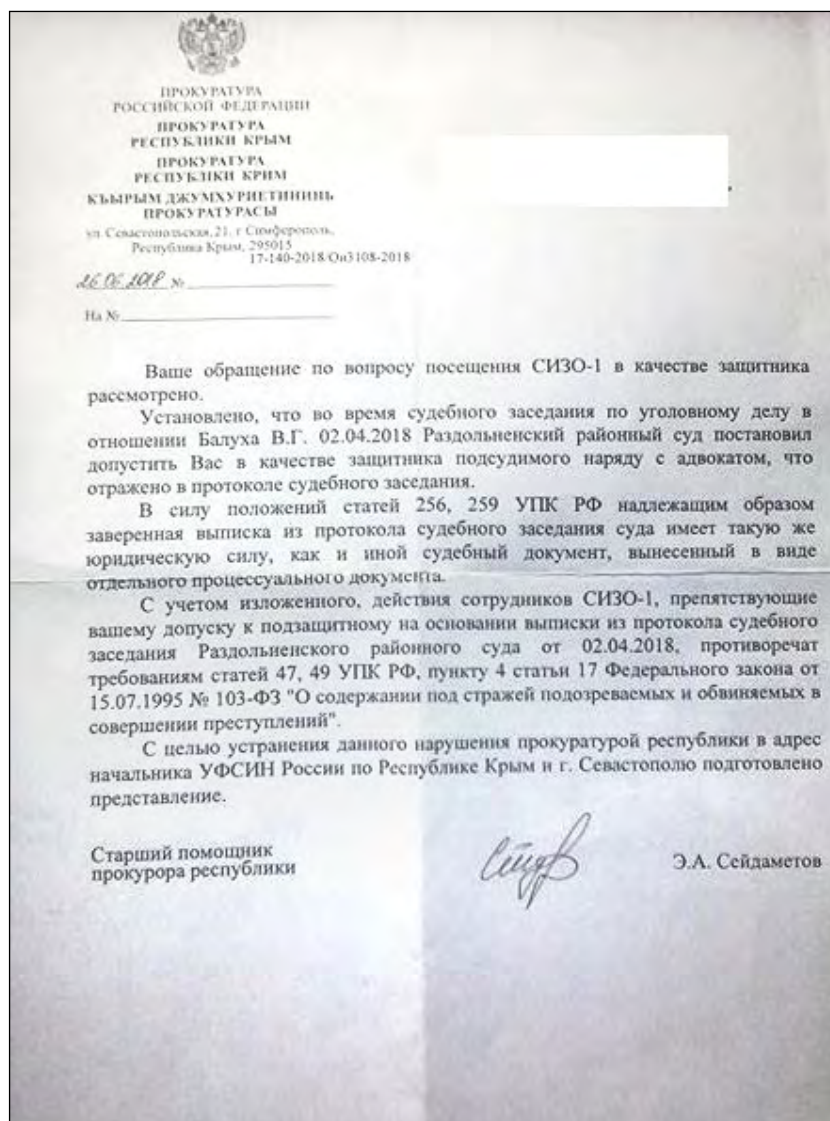 ПРОКУРАТУРА
РОССИЙСКОЙ ФЕДЕРАЦИИ
ПРОКУРАТУРА
РЕСПУБЛИКИ КРЫМ
ПРОКУРАТУРА
РЕСПУБЛІКИ КРИМ
КЪЫРЫМ ДЖУМХУРИЕТИНИНЬ
ПРОКУРАТУРАСЫ
ул. Севастопольская, 21, г. Симферополь,
Республика Крым, 295015
17-140-2018/Он3108-2018
26.06.2018 №
На №
Ваше обращение по вопросу посещения СИЗО-1 в качестве защитника
рассмотрено.
Установлено, что во время судебного заседания по уголовному делу в
отношении Балуха В.Г. 02.04.2018 Раздольненский районный суд постановил
допустить Вас в качестве защитника подсудимого наряду с адвокатом, что
отражено в протоколе судебного заседания.
В силу положений статей 256, 259 УПК РФ надлежащим образом
заверенная выписка из протокола судебного заседания суда имеет такую же
юридическую силу, как и иной судебный документ, вынесенный в виде
отдельного процессуального документа.
С учетом изложенного, действия сотрудников СИЗО-1, препятствующие
вашему допуску к подзащитному на основании выписки из протокола судебного
заседания Раздольненского районного суда от 02.04.2018, противоречат
требованиям статей 47, 49 УПК РФ, пункту 4 статьи 17 Федерального закона от
15.07.1995 № 103-ФЗ "О содержании под стражей подозреваемых и обвиняемых в
совершении преступлений".
С целью устранения данного нарушения прокуратурой республики в адрес
начальника УФСИН России по Республике Крым и г. Севастополю подготовлено
представление.
Старший помощник
прокурора республики
Э.А. Сейдаметов